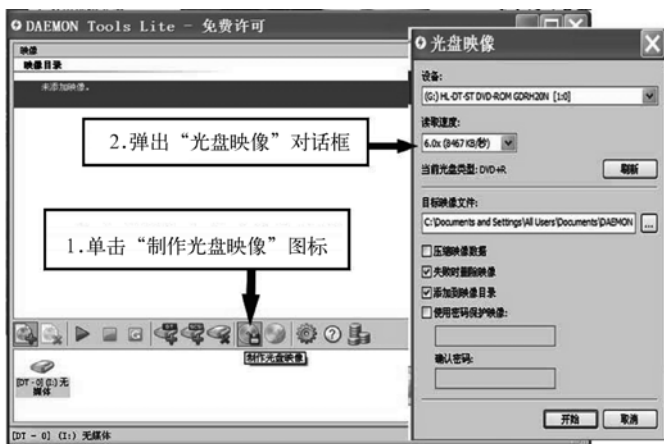 DAEMON Tools Lite - 免费许可
映像
映像目录
未添加映像。
2.弹出“光盘映像”对话框
1.单击“制作光盘映像”图标
制作光盘映像
[DT - 0] (I:) 无
媒体
[DT - 0] (I:) 无媒体
光盘映像
设备:
(G:) HL-DT-ST DVD-ROM GDRH20N [1:0]
读取速度:
6.0x (8467 KB/秒)
当前光盘类型: DVD+R
刷新
目标映像文件:
C:\Documents and Settings\All Users\Documents\DAEMON
...
压缩映像数据
失败时删除映像
添加到映像目录
使用密码保护映像:
确认密码:
开始
取消